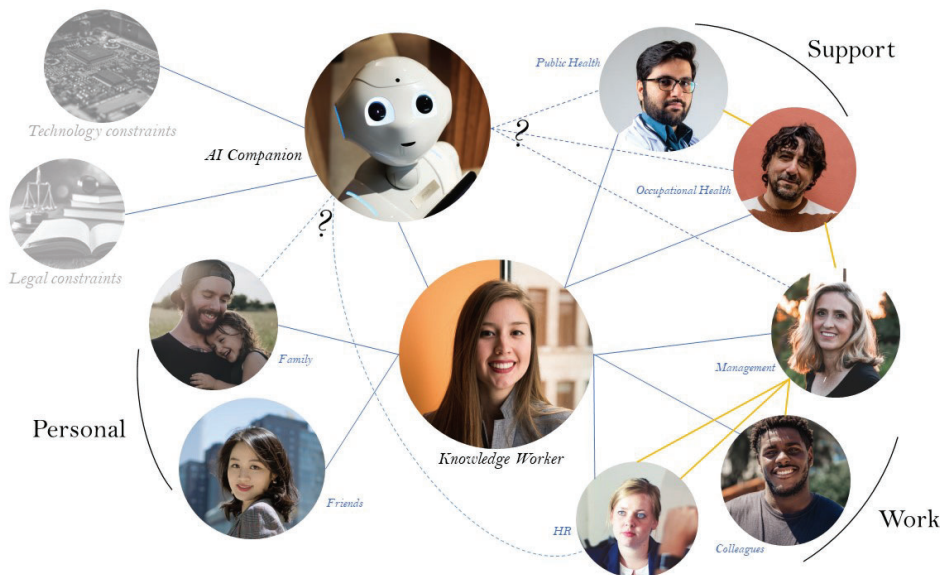 Public Health
Support
Technology constraints
?
AI Companion
Occupational Health
?
Legal constraints
Family
Management
Personal
Knowledge Worker
Friends
HR
Colleagues
Work